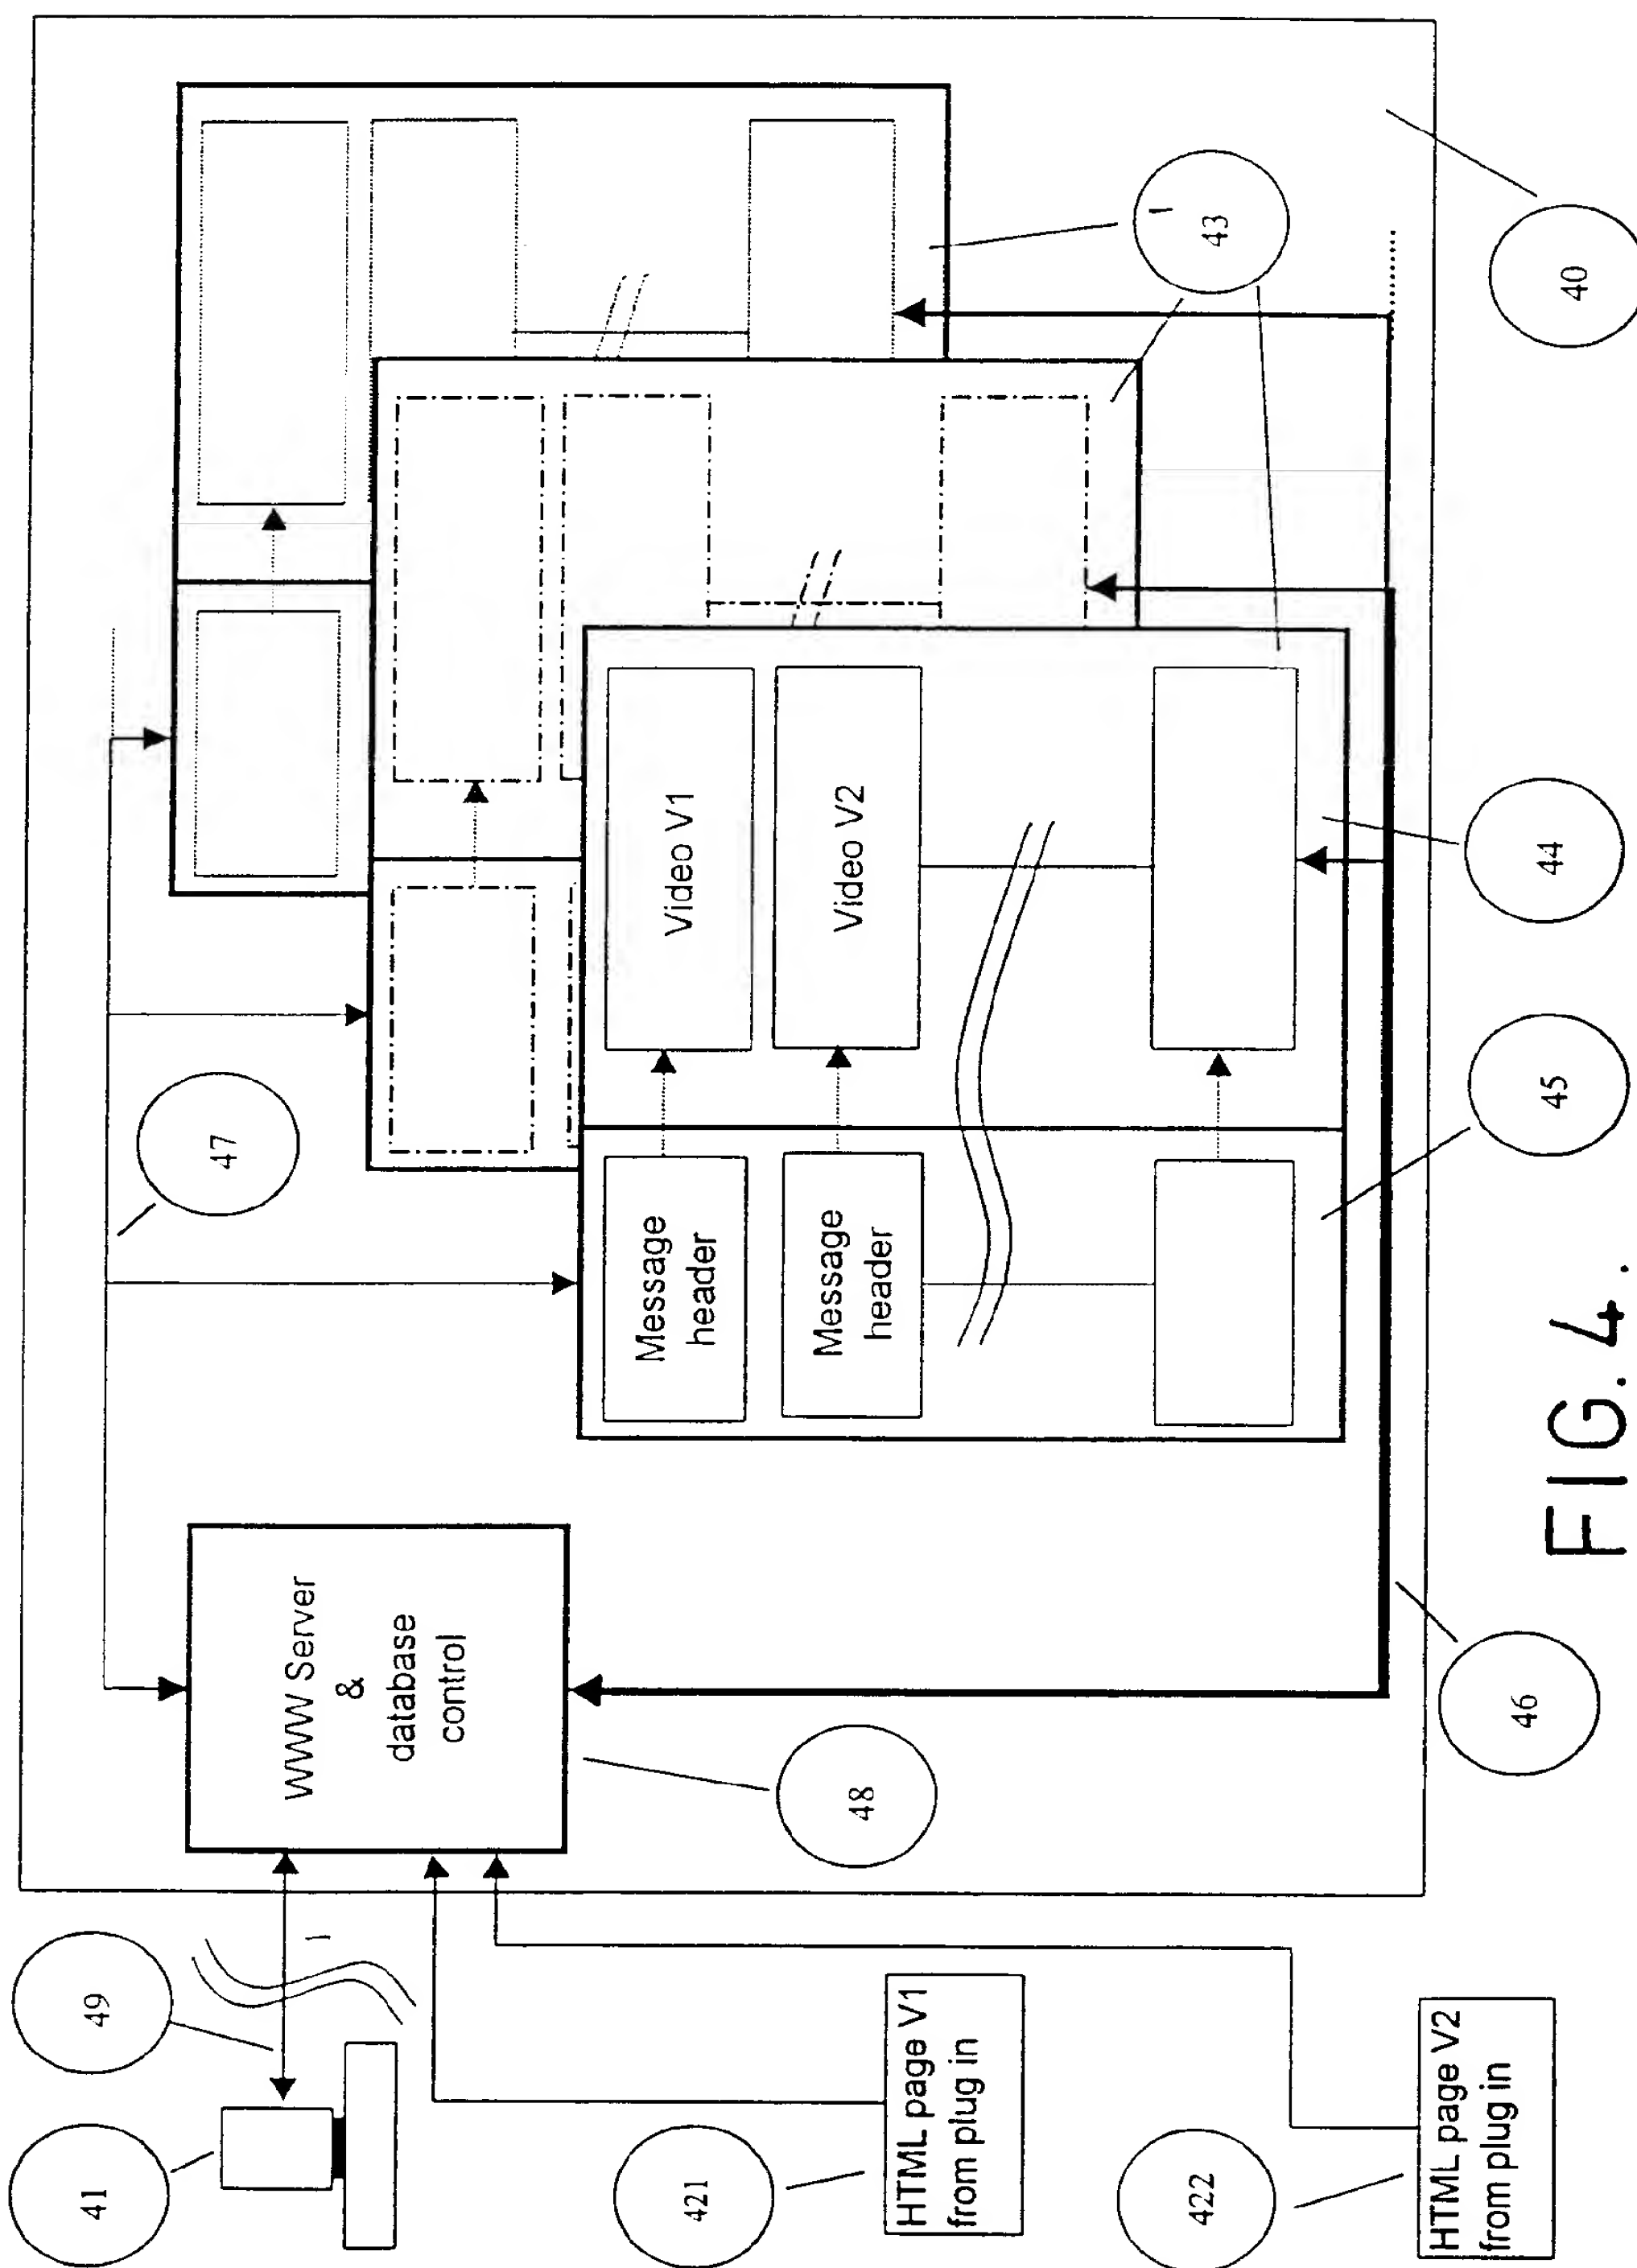 41
49
47
WWW Server
&
database
control
Message
header
Video V1
Message
header
Video V2
421
HTML page V1
from plug in
48
43
422
HTML page V2
from plug in
46
45
44
40
FIG. 4.